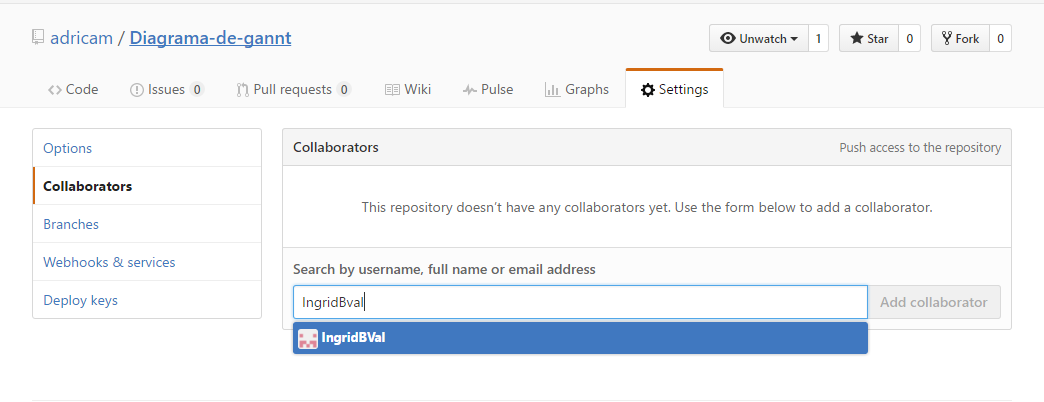 adricam / Diagrama-de-gannt
Unwatch 1 Star 0 Fork 0
Code Issues 0 Pull requests 0 Wiki Pulse Graphs Settings
Options
Collaborators
Branches
Webhooks & services
Deploy keys
Collaborators Push access to the repository
This repository doesn't have any collaborators yet. Use the form below to add a collaborator.
Search by username, full name or email address
IngridBval Add collaborator
IngridBVal